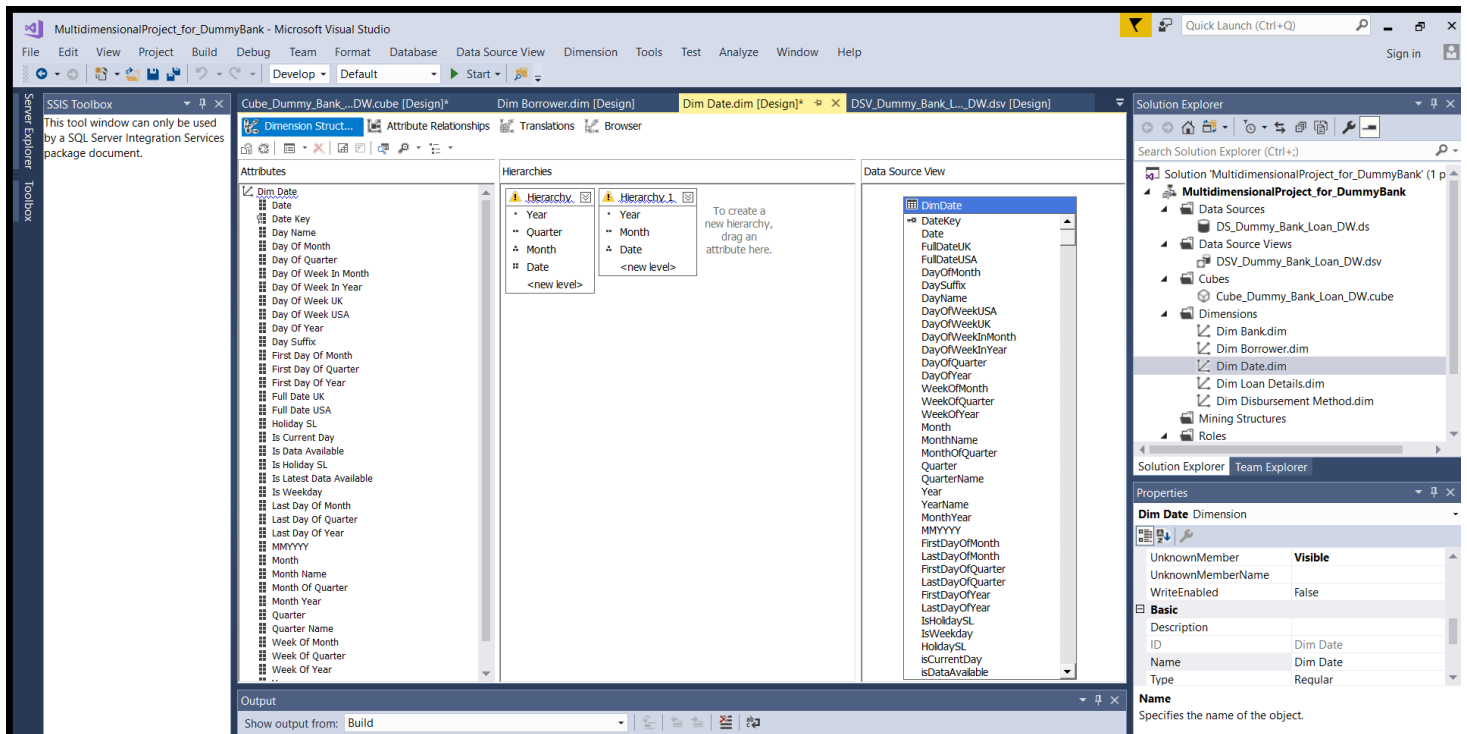 MultidimensionalProject_for_DummyBank - Microsoft Visual Studio
Quick Launch (Ctrl+Q)
File Edit View Project Build Debug Team Format Database Data Source View Dimension Tools Test Analyze Window Help
Sign in
Develop Default Start
Server Explorer
Toolbox
SSIS Toolbox
This tool window can only be used
by a SQL Server Integration Services
package document.
Cube_Dummy_Bank_...DW.cube [Design]* Dim Borrower.dim [Design] Dim Date.dim [Design]* DSV_Dummy_Bank_L..._DW.dsv [Design]
Dimension Struct... Attribute Relationships Translations Browser
Attributes
Dim Date
Date
Date Key
Day Name
Day Of Month
Day Of Quarter
Day Of Week In Month
Day Of Week In Year
Day Of Week UK
Day Of Week USA
Day Of Year
Day Suffix
First Day Of Month
First Day Of Quarter
First Day Of Year
Full Date UK
Full Date USA
Holiday SL
Is Current Day
Is Data Available
Is Holiday SL
Is Latest Data Available
Is Weekday
Last Day Of Month
Last Day Of Quarter
Last Day Of Year
MMYYYY
Month
Month Name
Month Of Quarter
Month Year
Quarter
Quarter Name
Week Of Month
Week Of Quarter
Week Of Year
Hierarchies
Hierarchy
Year
Quarter
Month
Date
<new level>
Hierarchy 1
Year
Month
Date
<new level>
To create a
new hierarchy,
drag an
attribute here.
Data Source View
DimDate
DateKey
Date
FullDateUK
FullDateUSA
DayOfMonth
DaySuffix
DayName
DayOfWeekUSA
DayOfWeekUK
DayOfWeekInMonth
DayOfWeekInYear
DayOfQuarter
DayOfYear
WeekOfMonth
WeekOfQuarter
WeekOfYear
Month
MonthName
MonthOfQuarter
Quarter
QuarterName
Year
YearName
MonthYear
MMYYYY
FirstDayOfMonth
LastDayOfMonth
FirstDayOfQuarter
LastDayOfQuarter
FirstDayOfYear
LastDayOfYear
IsHolidaySL
IsWeekday
HolidaySL
isCurrentDay
isDataAvailable
Output
Show output from: Build
Solution Explorer
Search Solution Explorer (Ctrl+;)
Solution 'MultidimensionalProject_for_DummyBank' (1 p
MultidimensionalProject_for_DummyBank
Data Sources
DS_Dummy_Bank_Loan_DW.ds
Data Source Views
DSV_Dummy_Bank_Loan_DW.dsv
Cubes
Cube_Dummy_Bank_Loan_DW.cube
Dimensions
Dim Bank.dim
Dim Borrower.dim
Dim Date.dim
Dim Loan Details.dim
Dim Disbursement Method.dim
Mining Structures
Roles
Solution Explorer Team Explorer
Properties
Dim Date Dimension
UnknownMember Visible
UnknownMemberName
WriteEnabled False
Basic
Description
ID Dim Date
Name Dim Date
Type Regular
Name
Specifies the name of the object.